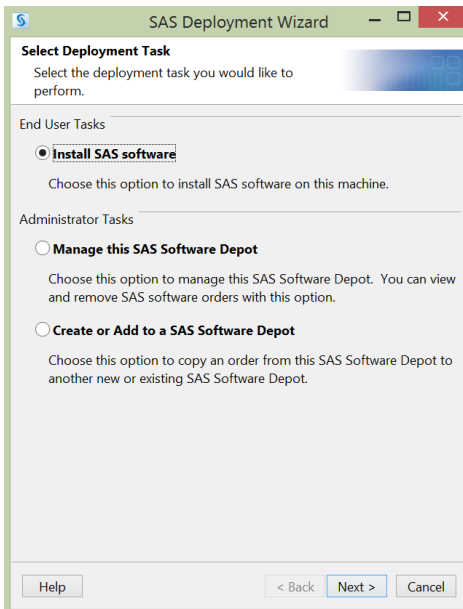 SAS Deployment Wizard
Select Deployment Task
Select the deployment task you would like to
perform.
End User Tasks
Install SAS software
Choose this option to install SAS software on this machine.
Administrator Tasks
Manage this SAS Software Depot
Choose this option to manage this SAS Software Depot. You can view
and remove SAS software orders with this option.
Create or Add to a SAS Software Depot
Choose this option to copy an order from this SAS Software Depot to
another new or existing SAS Software Depot.
Help < Back Next > Cancel